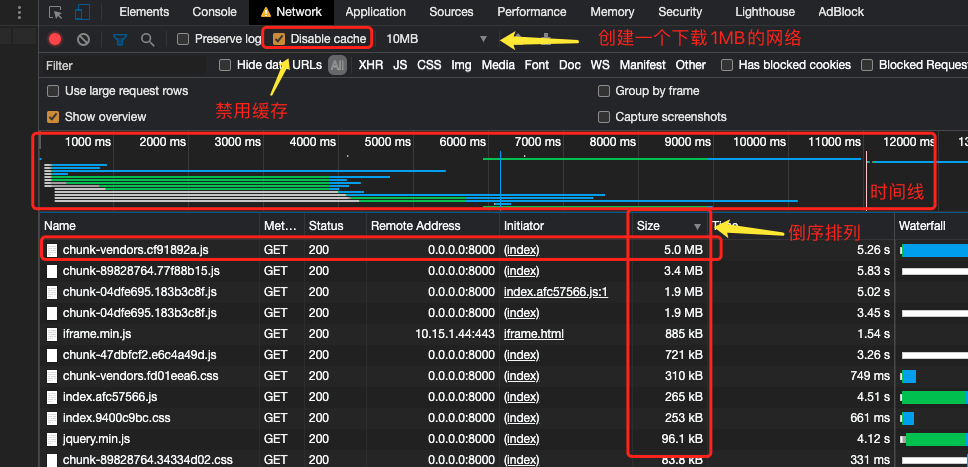 Elements Console Network Application Sources Performance Memory Security Lighthouse AdBlock
Preserve log Disable cache 10MB 创建一个下载1MB的网络
Filter Hide data URLs All XHR JS CSS Img Media Font Doc WS Manifest Other Has blocked cookies Blocked Reques
禁用缓存
Use large request rows Group by frame
Show overview Capture screenshots
1000 ms 2000 ms 3000 ms 4000 ms 5000 ms 6000 ms 7000 ms 8000 ms 9000 ms 10000 ms 11000 ms 12000 ms 13
时间线
Name Met... Status Remote Address Initiator Size Time Waterfall
倒序排列
chunk-vendors.cf91892a.js GET 200 0.0.0.0:8000 (index) 5.0 MB 5.26 s
chunk-89828764.77f88b15.js GET 200 0.0.0.0:8000 (index) 3.4 MB 5.83 s
chunk-04dfe695.183b3c8f.js GET 200 0.0.0.0:8000 index.afc57566.js:1 1.9 MB 5.02 s
chunk-04dfe695.183b3c8f.js GET 200 0.0.0.0:8000 (index) 1.9 MB 3.45 s
iframe.min.js GET 200 10.15.1.44:443 iframe.html 885 kB 1.54 s
chunk-47dbfcf2.e6c4a49d.js GET 200 0.0.0.0:8000 (index) 721 kB 3.26 s
chunk-vendors.fd01eea6.css GET 200 0.0.0.0:8000 (index) 310 kB 749 ms
index.afc57566.js GET 200 0.0.0.0:8000 (index) 265 kB 4.51 s
index.9400c9bc.css GET 200 0.0.0.0:8000 (index) 253 kB 661 ms
jquery.min.js GET 200 0.0.0.0:8000 (index) 96.1 kB 4.12 s
chunk-89828764.34334d02.css GET 200 0.0.0.0:8000 (index) 83.8 kB 331 ms